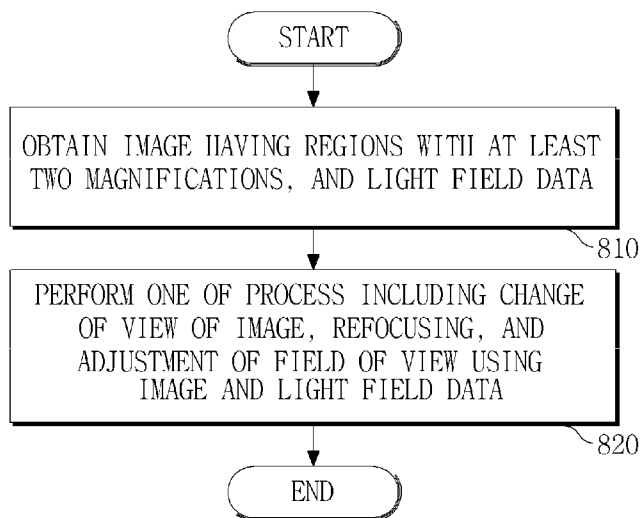 START
OBTAIN IMAGE HAVING REGIONS WITH AT LEAST
TWO MAGNIFICATIONS, AND LIGHT FIELD DATA
810
PERFORM ONE OF PROCESS INCLUDING CHANGE
OF VIEW OF IMAGE, REFOCUSING, AND
ADJUSTMENT OF FIELD OF VIEW USING
IMAGE AND LIGHT FIELD DATA
820
END